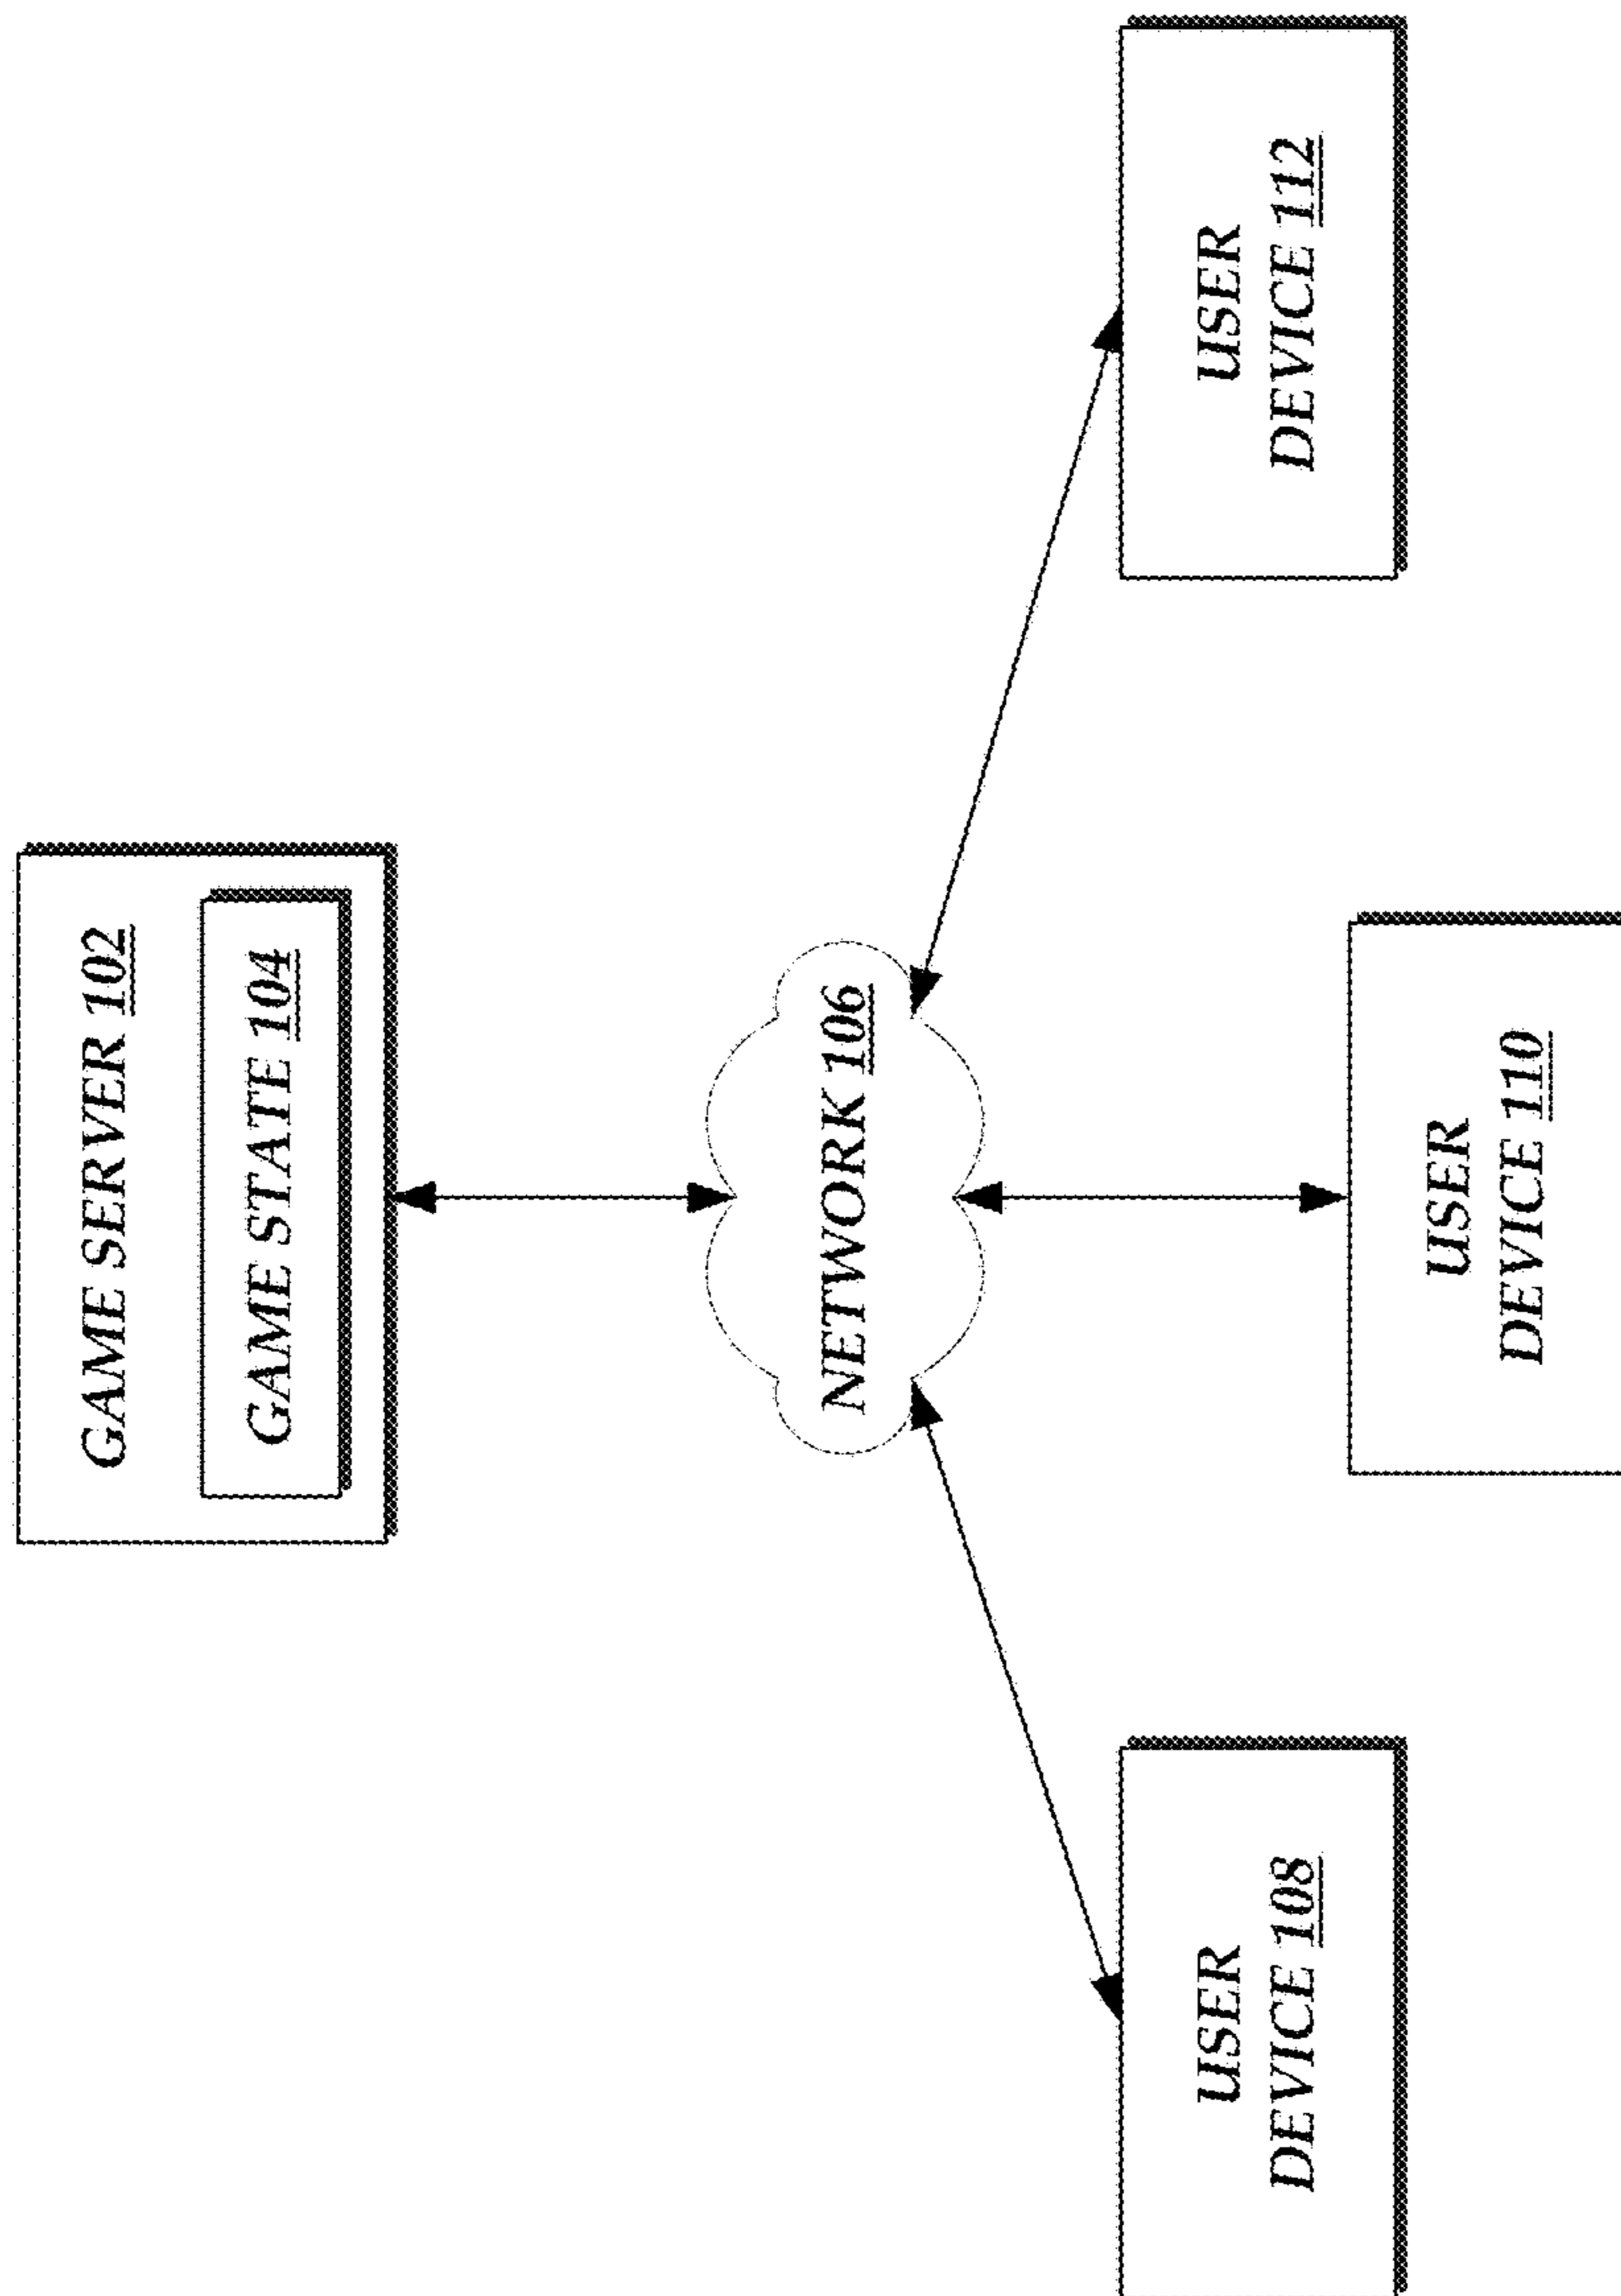 GAME SERVER 102
GAME STATE 104
NETWORK 106
USER
DEVICE 108
USER
DEVICE 110
USER
DEVICE 112